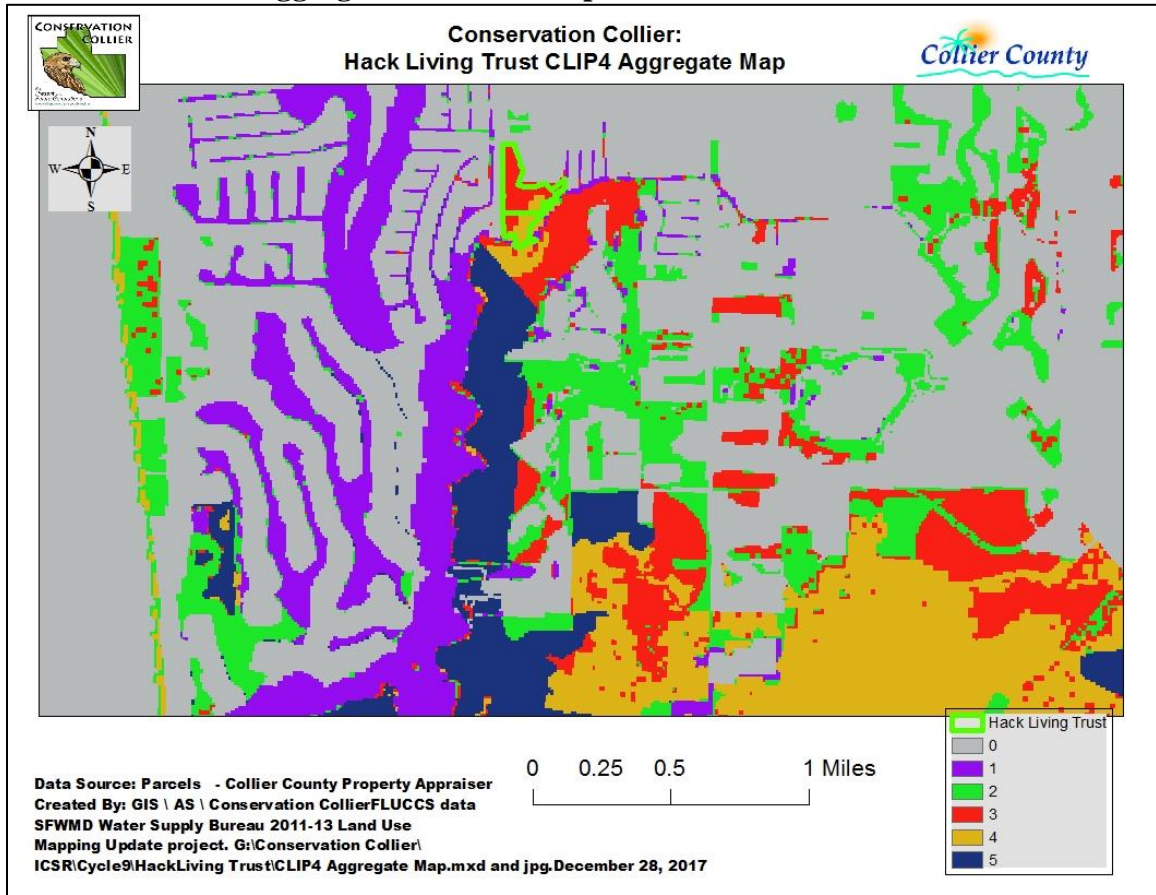 CONSERVATION
COLLIER
Conservation Collier:
Hack Living Trust CLIP4 Aggregate Map
Collier County
N
W E
S
Hack Living Trust
0
1
2
3
4
5
0 0.25 0.5 1 Miles
Data Source: Parcels - Collier County Property Appraiser
Created By: GIS \ AS \ Conservation CollierFLUCCS data
SFWMD Water Supply Bureau 2011-13 Land Use
Mapping Update project. G:\Conservation Collier\
ICSR\Cycle9\HackLiving Trust\CLIP4 Aggregate Map.mxd and jpg.December 28, 2017